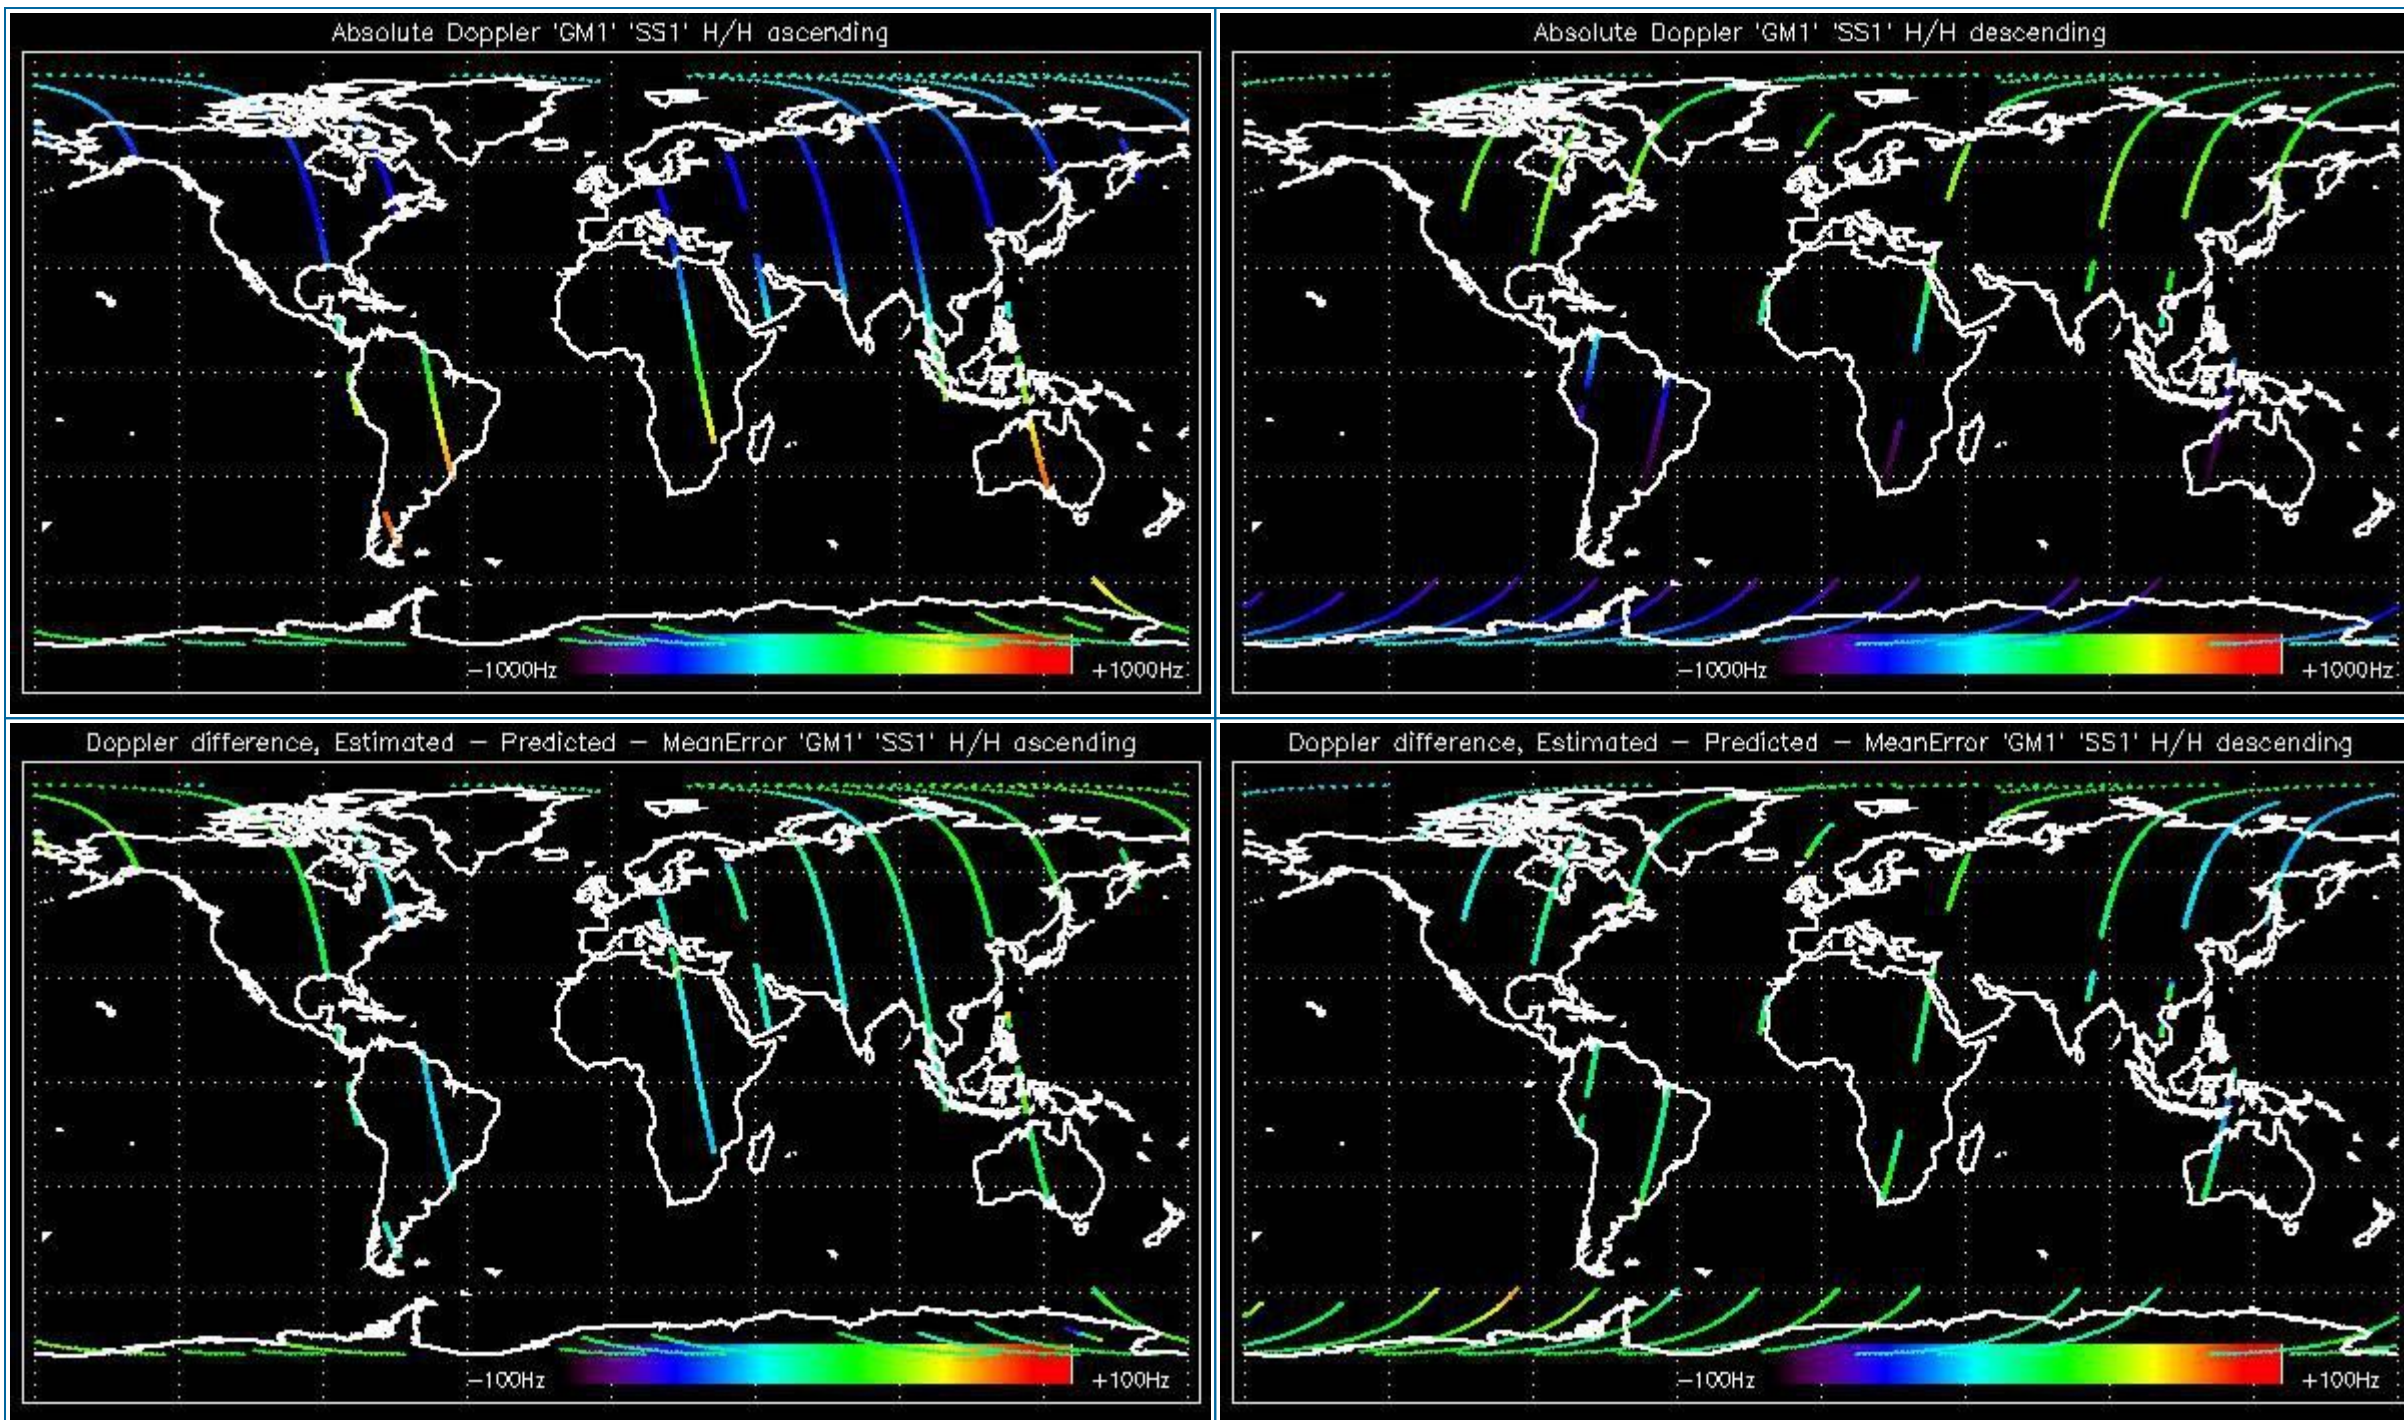 Absolute Doppler 'GM1' 'SS1' H/H ascending
−1000Hz
+1000Hz
Absolute Doppler 'GM1' 'SS1' H/H descending
−1000Hz
+1000Hz
Doppler difference, Estimated − Predicted − MeanError 'GM1' 'SS1' H/H ascending
−100Hz
+100Hz
Doppler difference, Estimated − Predicted − MeanError 'GM1' 'SS1' H/H descending
−100Hz
+100Hz